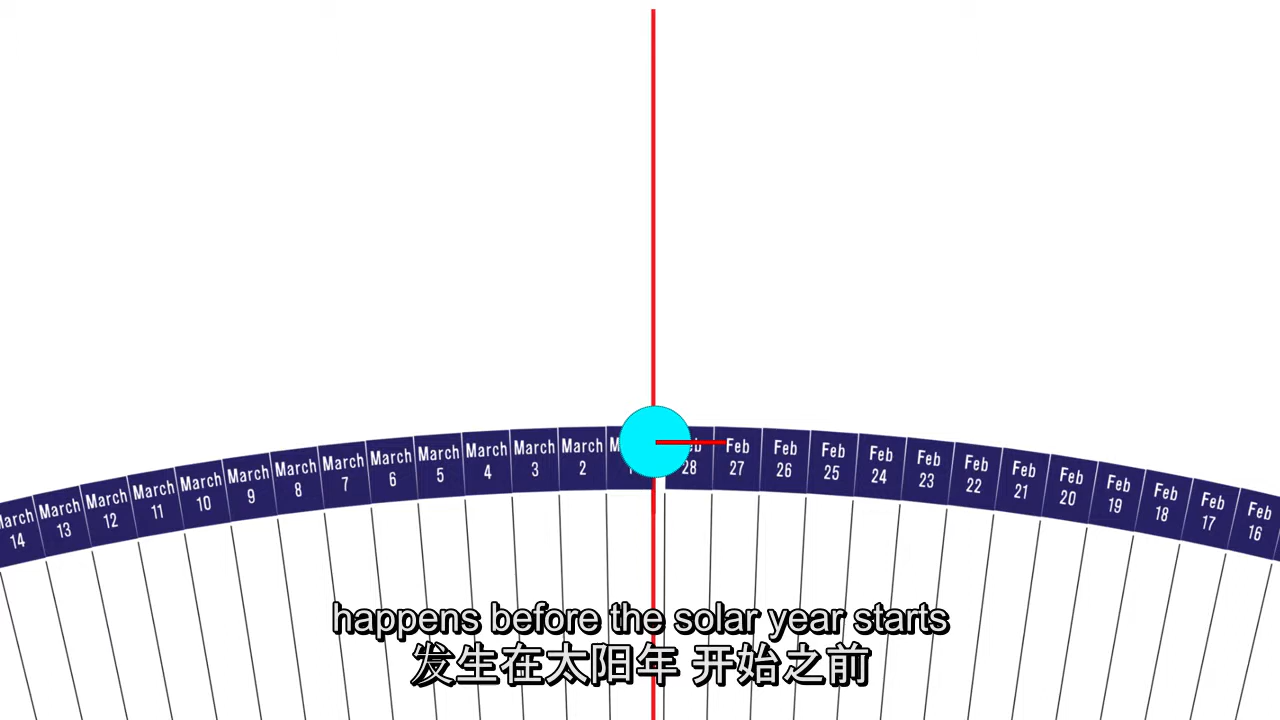 March 14 March 13 March 12 March 11 March 10 March 9 March 8 March 7 March 6 March 5 March 4 March 3 March 2 28 Feb 27 Feb 26 Feb 25 Feb 24 Feb 23 Feb 22 Feb 21 Feb 20 Feb 19 Feb 18 Feb 17 Feb 16
happens before the solar year starts
发生在太阳年 开始之前